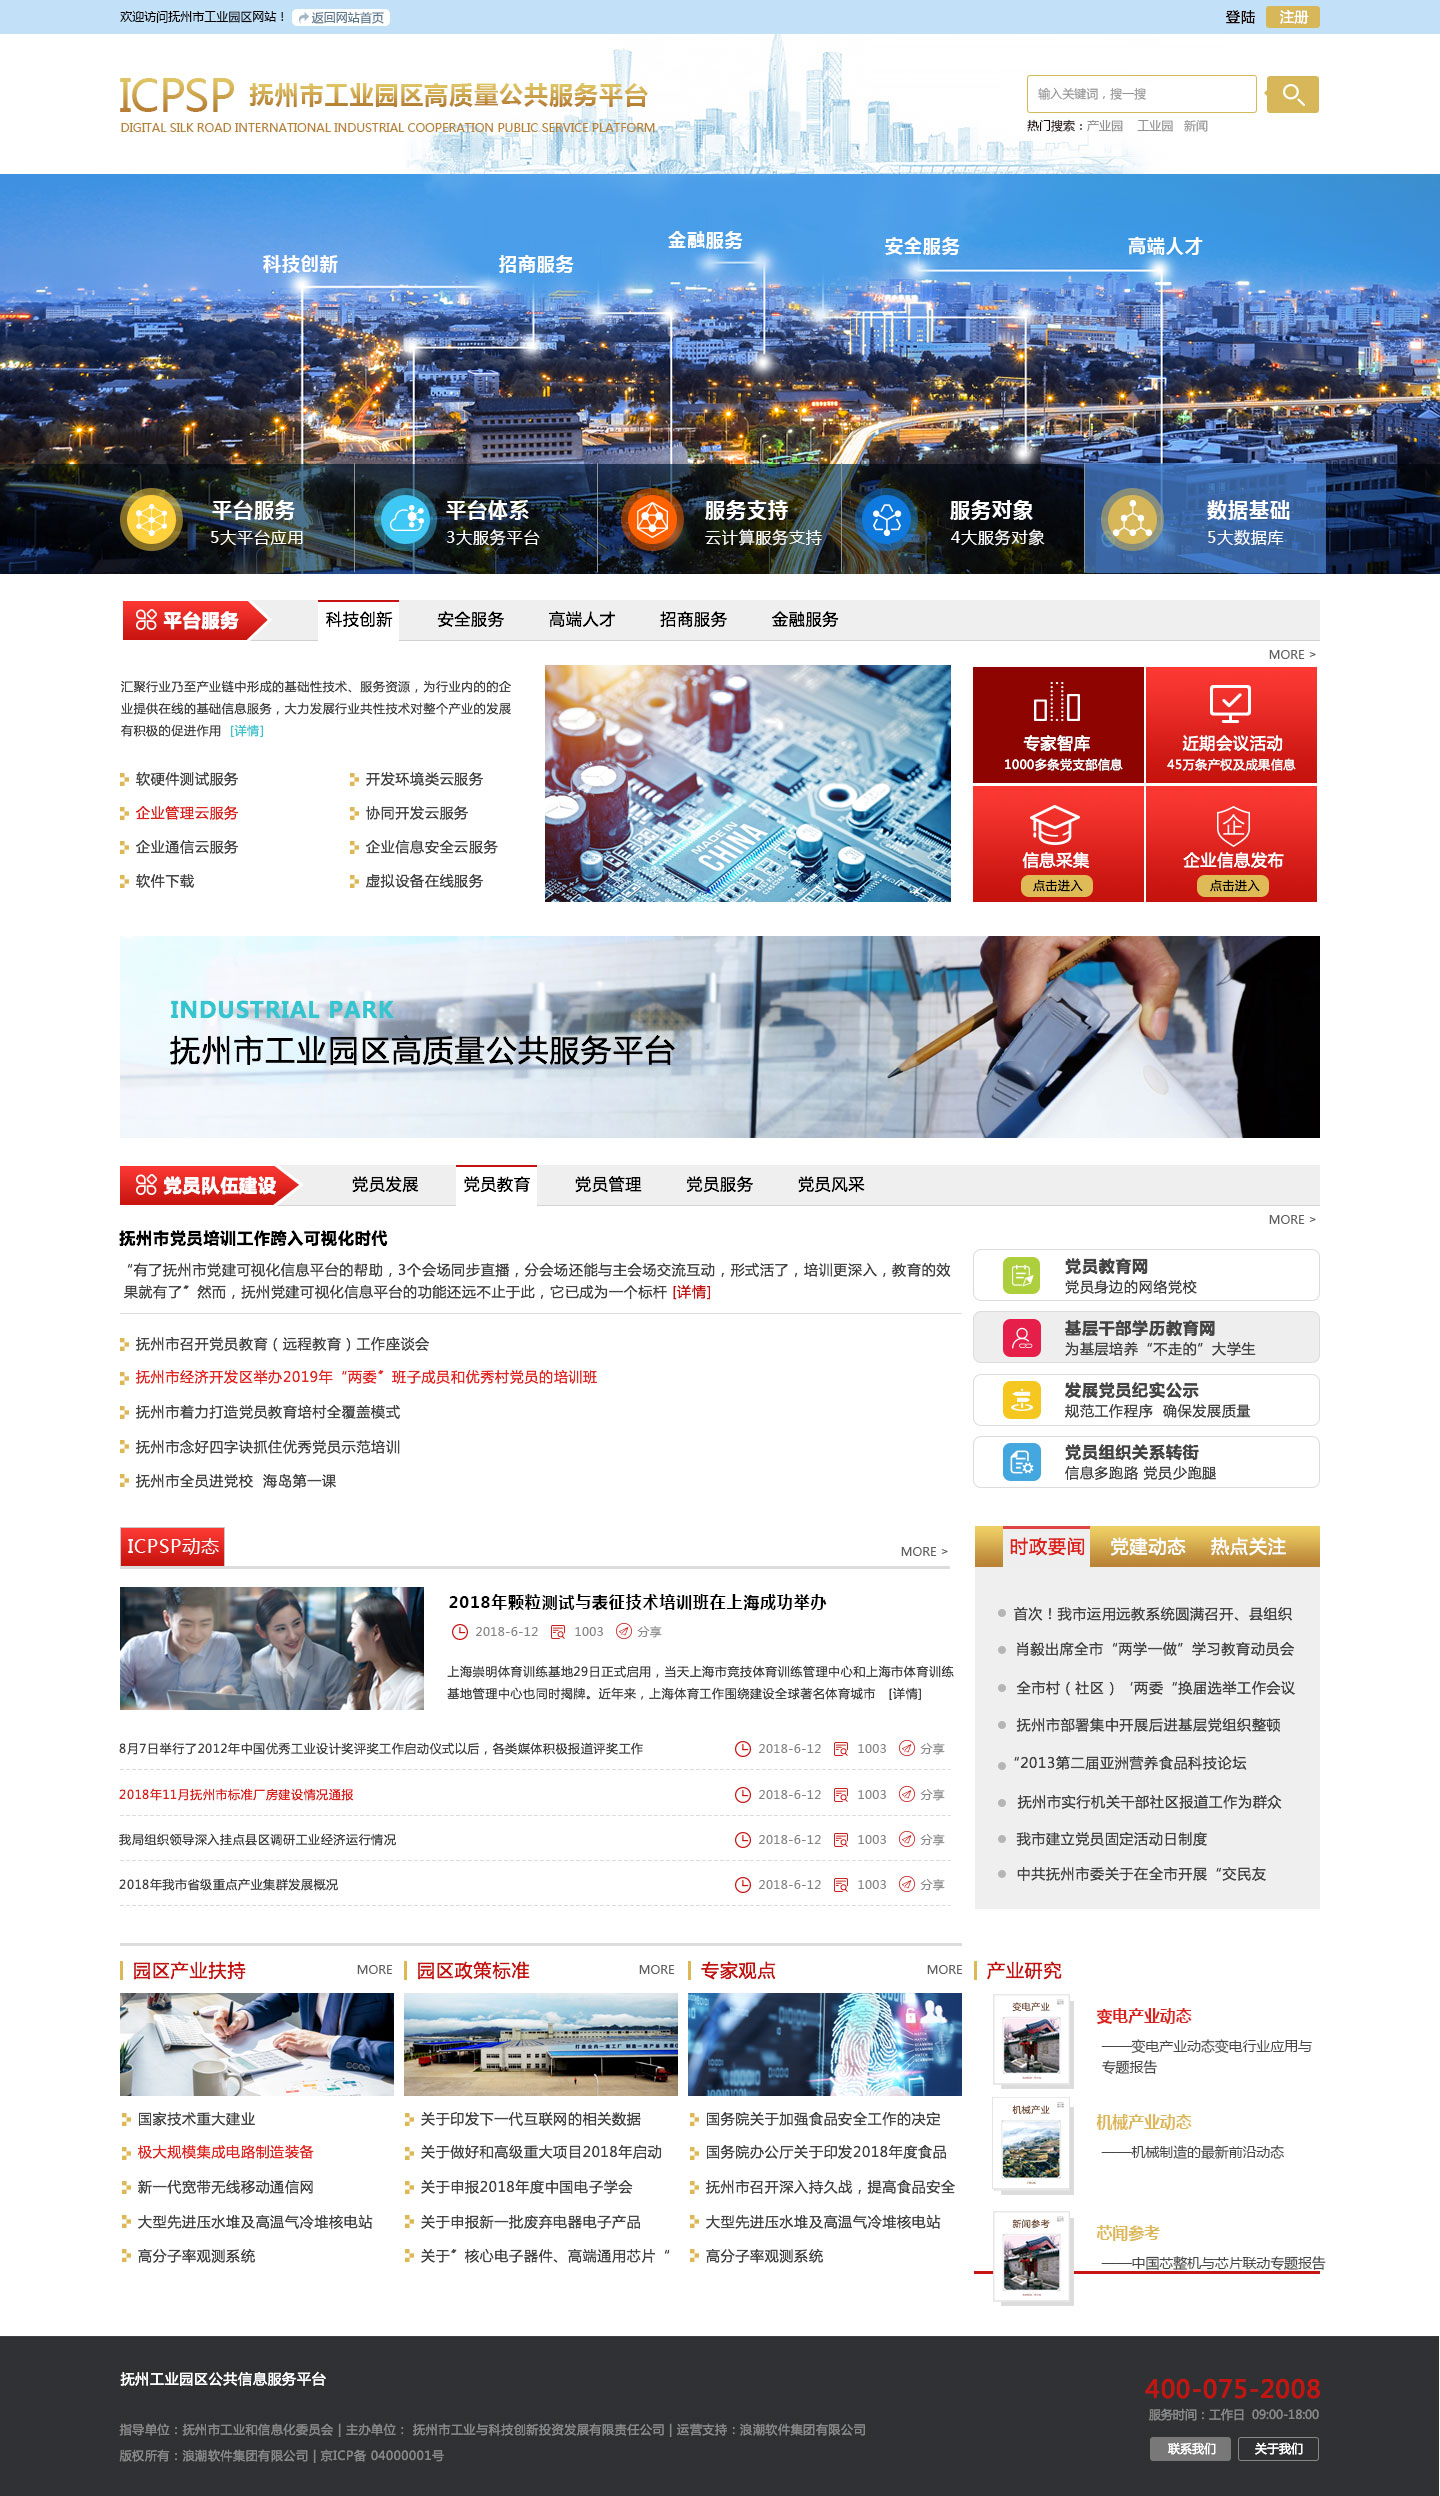 欢迎访问抚州市工业园区网站！ 返回网站首页 登陆 注册
ICPSP 抚州市工业园区高质量公共服务平台
DIGITAL SILK ROAD INTERNATIONAL INDUSTRIAL COOPERATION PUBLIC SERVICE PLATFORM
输入关键词，搜一搜
热门搜索：产业园 工业园 新闻
科技创新 招商服务 金融服务 安全服务 高端人才
平台服务 平台体系 服务支持 服务对象 数据基础
5大平台应用 3大服务平台 云计算服务支持 4大服务对象 5大数据库
平台服务 科技创新 安全服务 高端人才 招商服务 金融服务
MORE >
汇聚行业乃至产业链中形成的基础性技术、服务资源，为行业内的的企
业提供在线的基础信息服务，大力发展行业共性技术对整个产业的发展
有积极的促进作用 [详情]
软硬件测试服务 开发环境类云服务
企业管理云服务 协同开发云服务
企业通信云服务 企业信息安全云服务
软件下载 虚拟设备在线服务
MADE IN
CHINA
专家智库 近期会议活动
1000多条党支部信息 45万条产权及成果信息
企
信息采集 企业信息发布
点击进入 点击进入
INDUSTRIAL PARK
抚州市工业园区高质量公共服务平台
党员队伍建设 党员发展 党员教育 党员管理 党员服务 党员风采
MORE >
抚州市党员培训工作跨入可视化时代
“有了抚州市党建可视化信息平台的帮助，3个会场同步直播，分会场还能与主会场交流互动，形式活了，培训更深入，教育的效
果就有了〞然而，抚州党建可视化信息平台的功能还远不止于此，它已成为一个标杆 [详情]
抚州市召开党员教育（远程教育）工作座谈会
抚州市经济开发区举办2019年“两委〞班子成员和优秀村党员的培训班
抚州市着力打造党员教育培村全覆盖模式
抚州市念好四字诀抓住优秀党员示范培训
抚州市全员进党校 海岛第一课
党员教育网
党员身边的网络党校
基层干部学历教育网
为基层培养“不走的”大学生
发展党员纪实公示
规范工作程序 确保发展质量
党员组织关系转街
信息多跑路 党员少跑腿
ICPSP动态
MORE >
2018年颗粒测试与表征技术培训班在上海成功举办
2018-6-12 1003 分享
上海崇明体育训练基地29日正式启用，当天上海市竞技体育训练管理中心和上海市体育训练
基地管理中心也同时揭牌。近年来，上海体育工作围绕建设全球著名体育城市 [详情]
8月7日举行了2012年中国优秀工业设计奖评奖工作启动仪式以后，各类媒体积极报道评奖工作 2018-6-12 1003 分享
2018年11月抚州市标准厂房建设情况通报 2018-6-12 1003 分享
我局组织领导深入挂点县区调研工业经济运行情况 2018-6-12 1003 分享
2018年我市省级重点产业集群发展概况 2018-6-12 1003 分享
时政要闻 党建动态 热点关注
首次！我市运用远教系统圆满召开、县组织
肖毅出席全市“两学一做”学习教育动员会
全市村（社区）‘两委“换届选举工作会议
抚州市部署集中开展后进基层党组织整顿
“2013第二届亚洲营养食品科技论坛
抚州市实行机关干部社区报道工作为群众
我市建立党员固定活动日制度
中共抚州市委关于在全市开展“交民友
园区产业扶持 MORE
国家技术重大建业
极大规模集成电路制造装备
新一代宽带无线移动通信网
大型先进压水堆及高温气冷堆核电站
高分子率观测系统
园区政策标准 MORE
关于印发下一代互联网的相关数据
关于做好和高级重大项目2018年启动
关于申报2018年度中国电子学会
关于申报新一批废弃电器电子产品
关于〞核心电子器件、高端通用芯片“
专家观点 MORE
国务院关于加强食品安全工作的决定
国务院办公厅关于印发2018年度食品
抚州市召开深入持久战，提高食品安全
大型先进压水堆及高温气冷堆核电站
高分子率观测系统
产业研究
变电产业
变电产业动态
——变电产业动态变电行业应用与
专题报告
机械产业
机械产业动态
——机械制造的最新前沿动态
新闻参考
芯闻参考
——中国芯整机与芯片联动专题报告
抚州工业园区公共信息服务平台
指导单位：抚州市工业和信息化委员会 | 主办单位： 抚州市工业与科技创新投资发展有限责任公司 | 运营支持：浪潮软件集团有限公司
版权所有：浪潮软件集团有限公司 | 京ICP备 04000001号
400-075-2008
服务时间：工作日 09:00-18:00
联系我们 关于我们